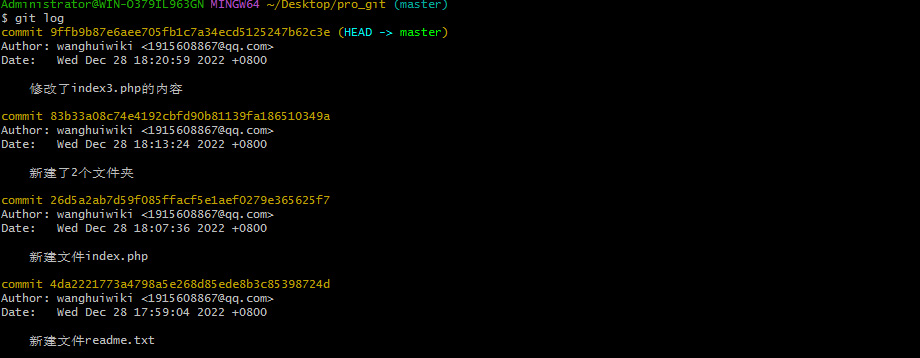 Administrator@WIN-O379IL963GN MINGW64 ~/Desktop/pro_git (master)
$ git log
commit 9ffb9b87e6aee705fb1c7a34ecd5125247b62c3e (HEAD -> master)
Author: wanghuiwiki <1915608867@qq.com>
Date:   Wed Dec 28 18:20:59 2022 +0800
修改了index3.php的内容
commit 83b33a08c74e4192cbfd90b81139fa186510349a
Author: wanghuiwiki <1915608867@qq.com>
Date:   Wed Dec 28 18:13:24 2022 +0800
新建了2个文件夹
commit 26d5a2ab7d59f085ffacf5e1aef0279e365625f7
Author: wanghuiwiki <1915608867@qq.com>
Date:   Wed Dec 28 18:07:36 2022 +0800
新建文件index.php
commit 4da2221773a4798a5e268d85ede8b3c85398724d
Author: wanghuiwiki <1915608867@qq.com>
Date:   Wed Dec 28 17:59:04 2022 +0800
新建文件readme.txt